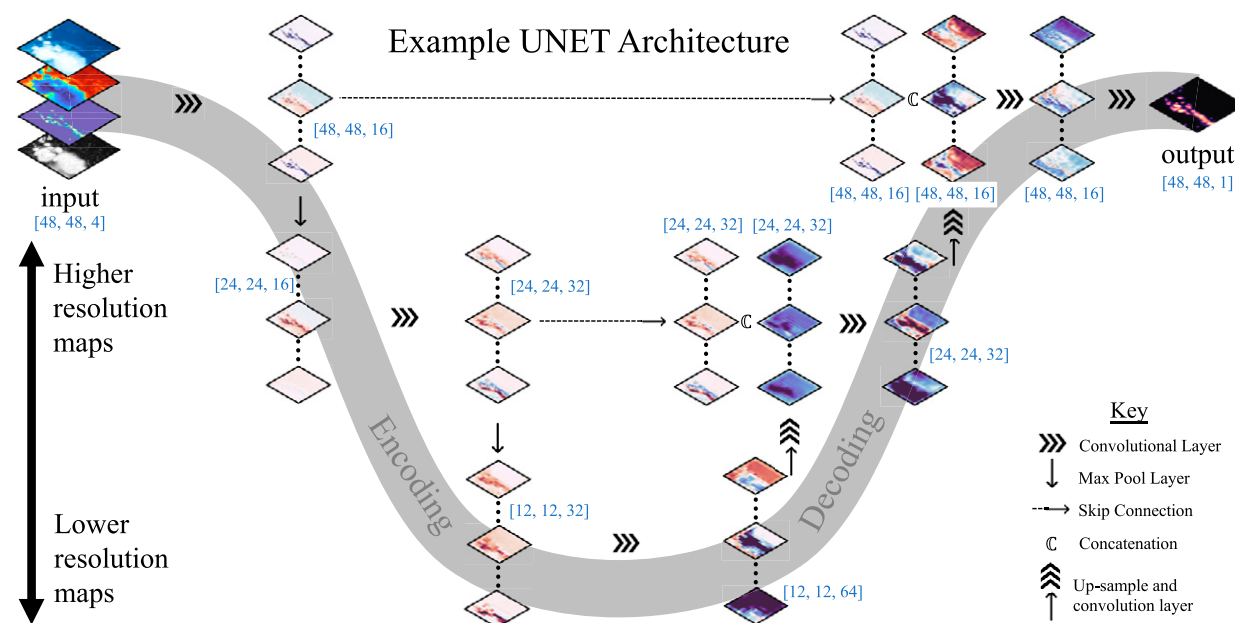 Example UNET Architecture
input
[48, 48, 4]
[48, 48, 16]
[48, 48, 16]
[48, 48, 16]
[48, 48, 16]
output
[48, 48, 1]
ℂ
Higher
resolution
maps
[24, 24, 16]
[24, 24, 32]
[24, 24, 32]
[24, 24, 32]
ℂ
[24, 24, 32]
Encoding
Decoding
Lower
resolution
maps
[12, 12, 32]
[12, 12, 64]
Key
Convolutional Layer
Max Pool Layer
Skip Connection
ℂ Concatenation
Up-sample and
convolution layer